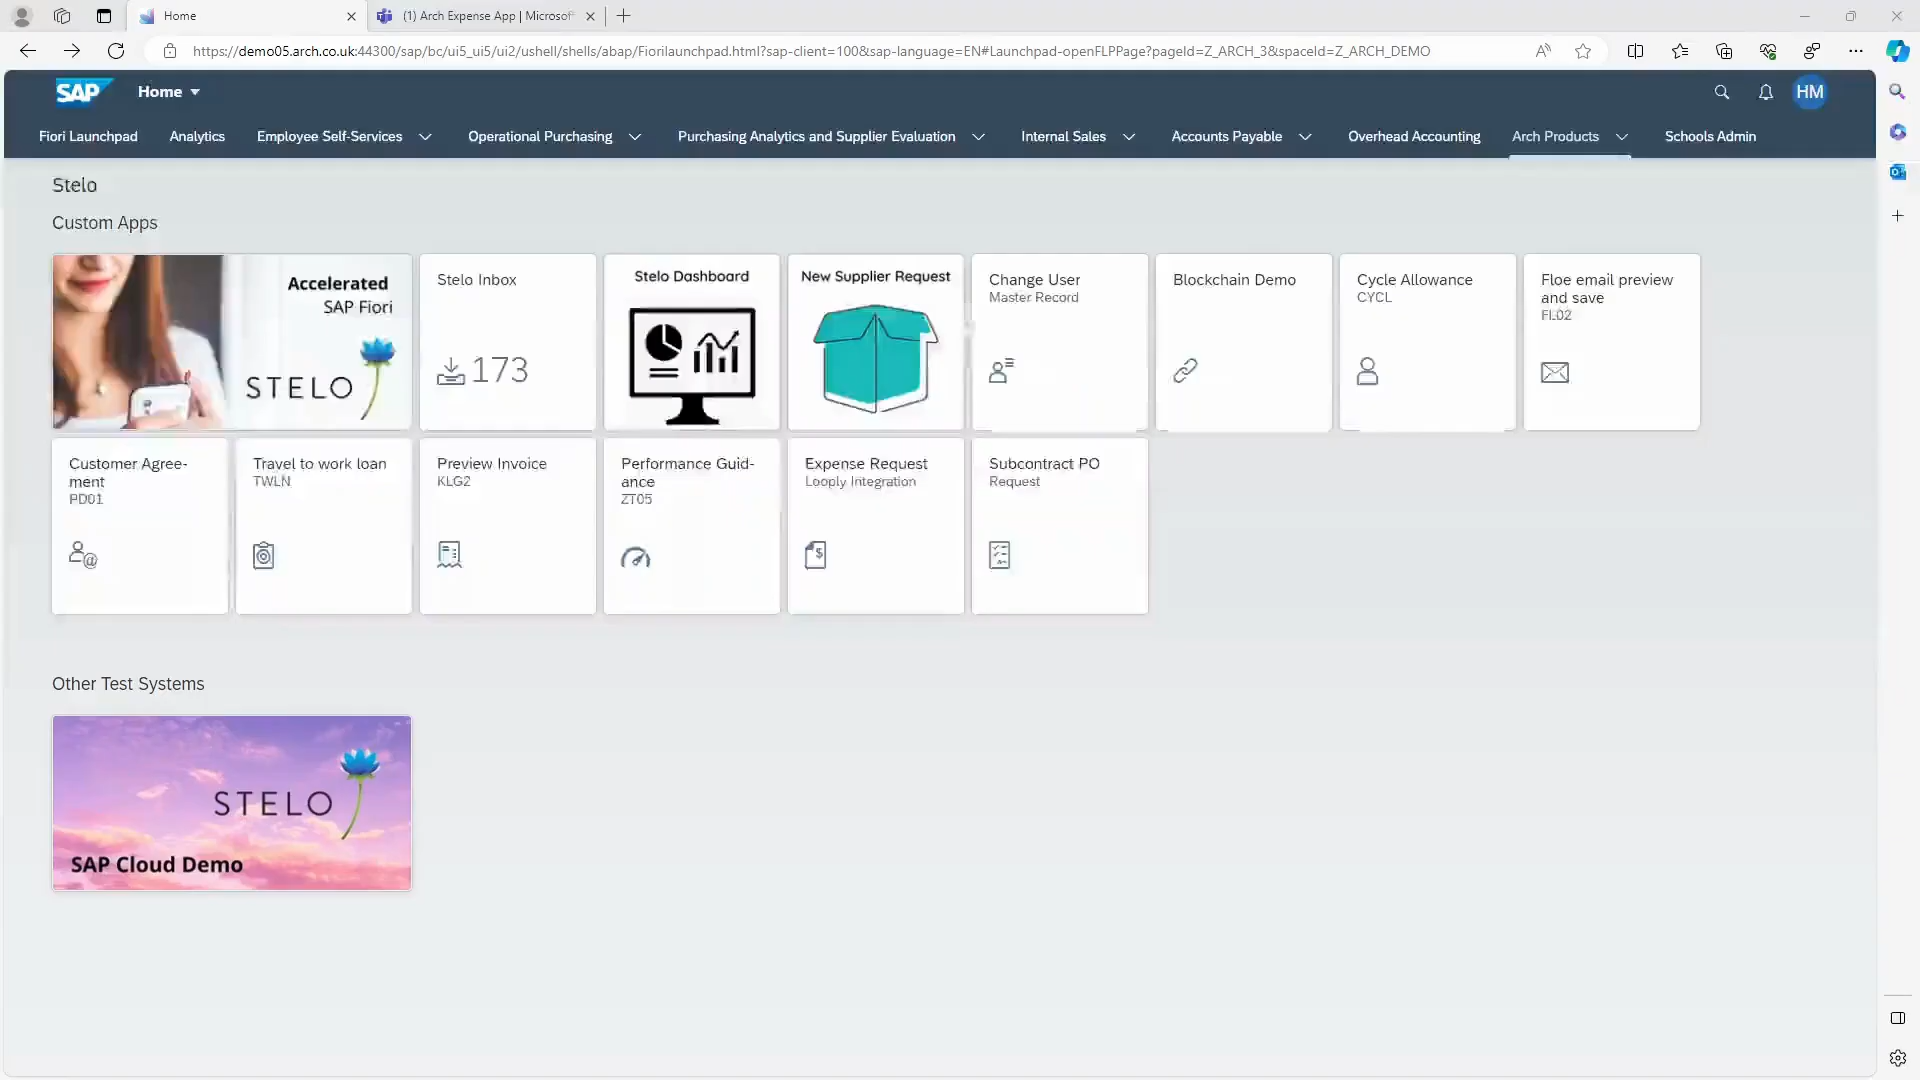 Home
(1) Arch Expense App | Microsof
https://demo05.arch.co.uk:44300/sap/bc/ui5_ui5/ui2/ushell/shells/abap/Fiorilaunchpad.html?sap-client=100&sap-language=EN#Launchpad-openFLPPage?pageId=Z_ARCH_3&spaceId=Z_ARCH_DEMO
SAP Home HM
Fiori Launchpad Analytics Employee Self-Services Operational Purchasing Purchasing Analytics and Supplier Evaluation Internal Sales Accounts Payable Overhead Accounting Arch Products Schools Admin
Stelo
Custom Apps
Accelerated
SAP Fiori
STELO
Stelo Inbox
173
Stelo Dashboard
New Supplier Request
Change User
Master Record
Blockchain Demo
Cycle Allowance
CYCL
Floe email preview
and save
FL02
Customer Agree-
ment
PD01
Travel to work loan
TWLN
Preview Invoice
KLG2
Performance Guid-
ance
ZT05
Expense Request
Looply Integration
Subcontract PO
Request
Other Test Systems
STELO
SAP Cloud Demo